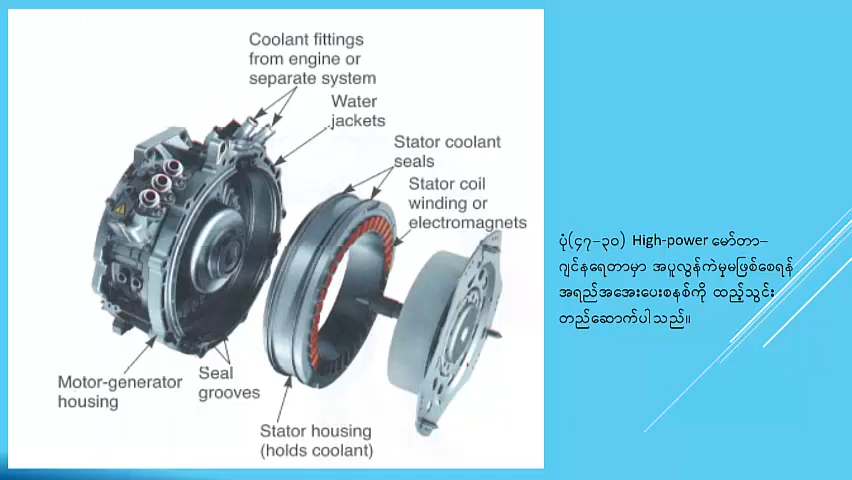 Coolant fittings
from engine or
separate system
Water
jackets
Stator coolant
seals
Stator coil
winding or
electromagnets
Motor-generator
housing
Seal
grooves
Stator housing
(holds coolant)
ပုံ(၄၇-၃၀) High-power မော်တာ-
ဂျင်နရေတာမှာ အပူလွန်ကဲမှုမဖြစ်စေရန်
အရည်အအေးပေးစနစ်ကို ထည့်သွင်း
တည်ဆောက်ပါသည်။